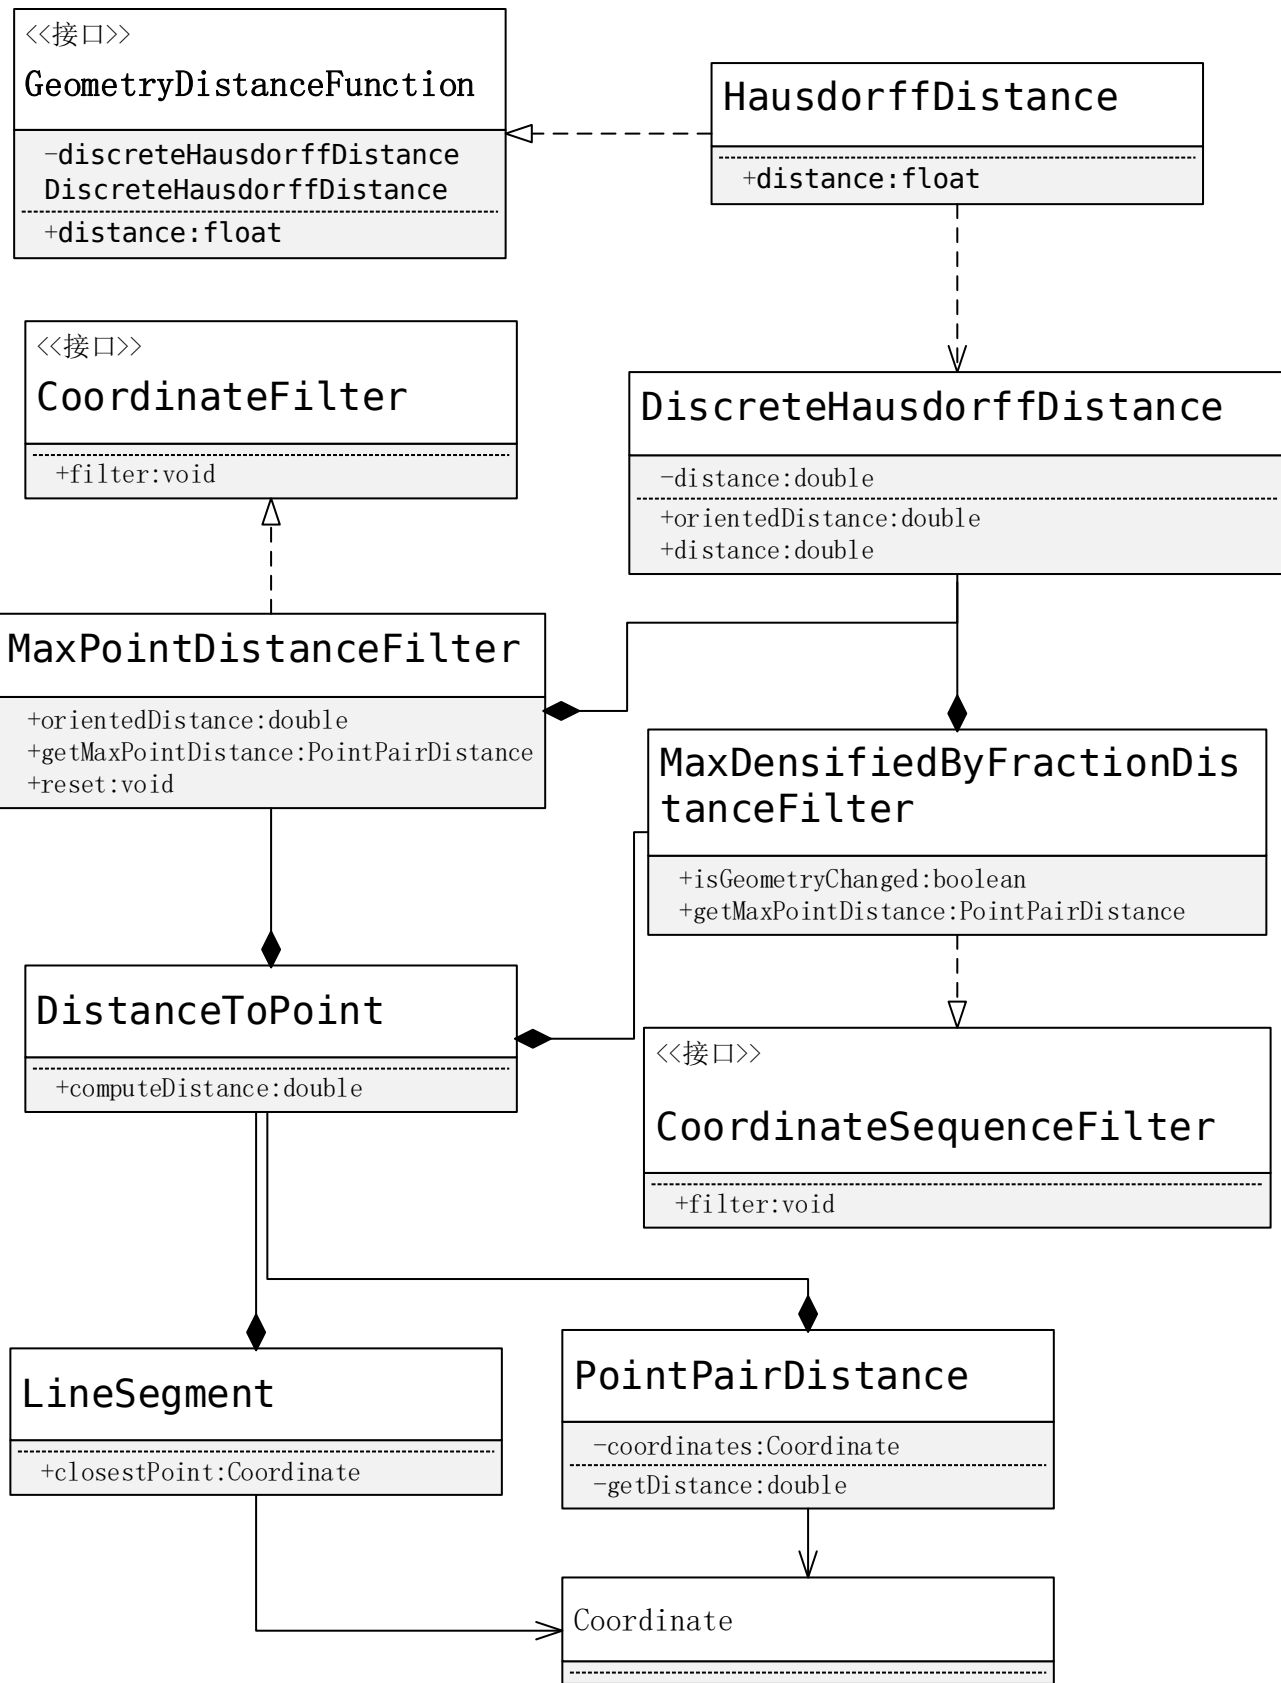 <<接口>>
GeometryDistanceFunction
-discreteHausdorffDistance
DiscreteHausdorffDistance
+distance:float
HausdorffDistance
+distance:float
<<接口>>
CoordinateFilter
+filter:void
DiscreteHausdorffDistance
-distance:double
+orientedDistance:double
+distance:double
MaxPointDistanceFilter
+orientedDistance:double
+getMaxPointDistance:PointPairDistance
+reset:void
MaxDensifiedByFractionDis
tanceFilter
+isGeometryChanged:boolean
+getMaxPointDistance:PointPairDistance
DistanceToPoint
+computeDistance:double
<<接口>>
CoordinateSequenceFilter
+filter:void
LineSegment
+closestPoint:Coordinate
PointPairDistance
-coordinates:Coordinate
-getDistance:double
Coordinate